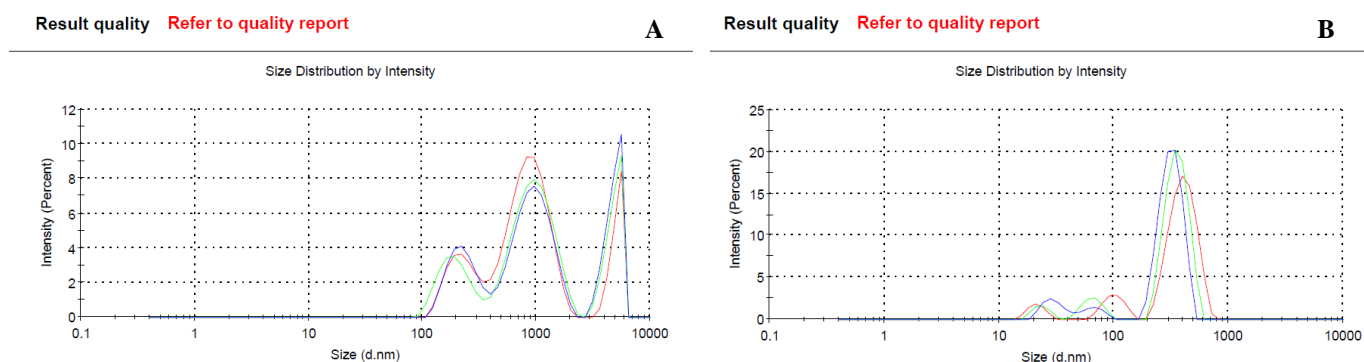 Result quality Refer to quality report A
Size Distribution by Intensity
12
10
8
6
4
2
0
Intensity (Percent)
0.1 1 10 100 1000 10000
Size (d.nm)
Result quality Refer to quality report B
Size Distribution by Intensity
25
20
15
10
5
0
Intensity (Percent)
0.1 1 10 100 1000 10000
Size (d.nm)